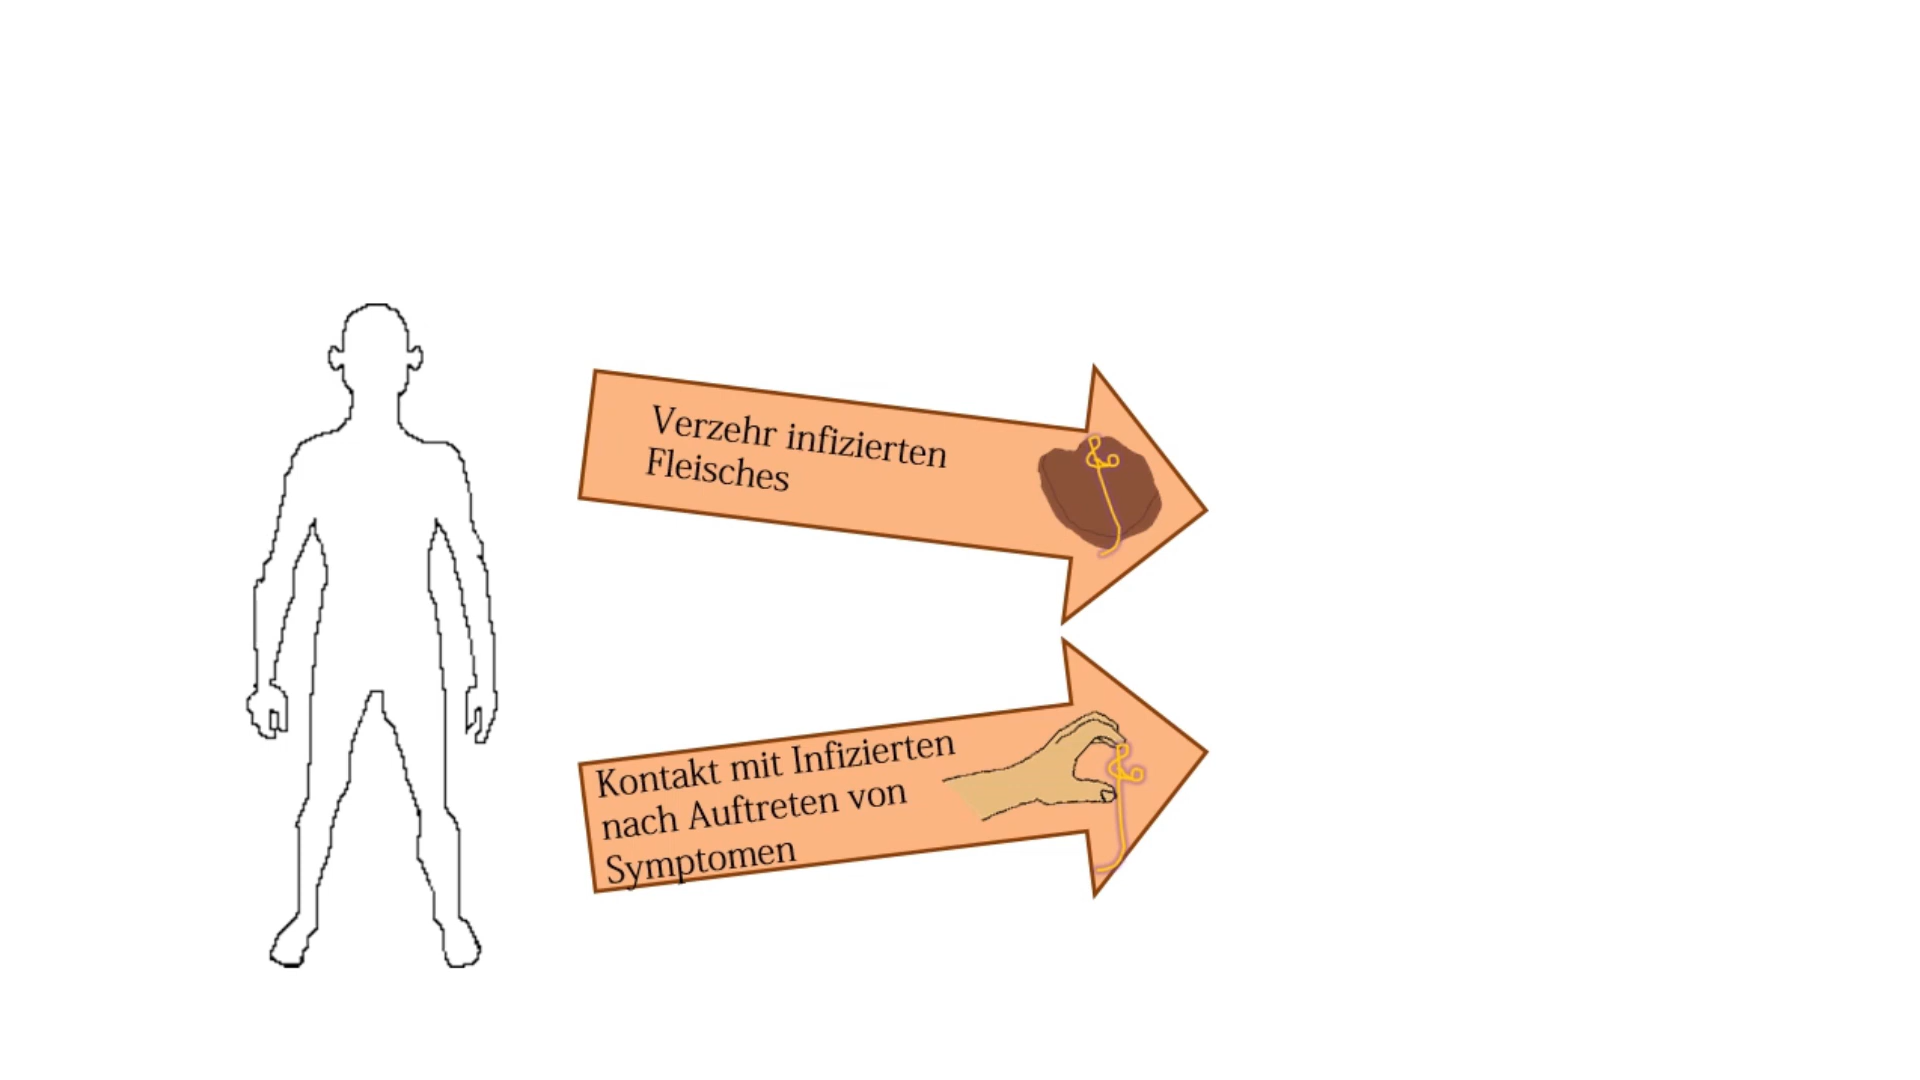 Verzehr infizierten
Fleisches
Kontakt mit Infizierten
nach Auftreten von
Symptomen